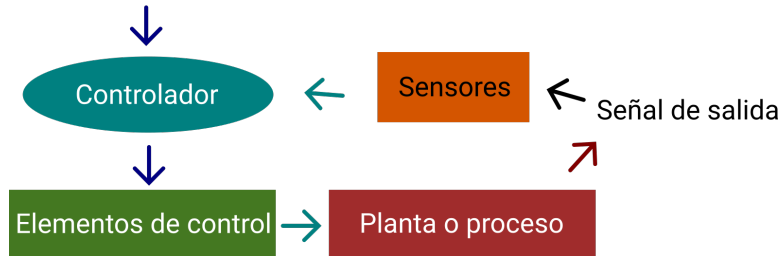 Controlador
Sensores
Señal de salida
Elementos de control
Planta o proceso